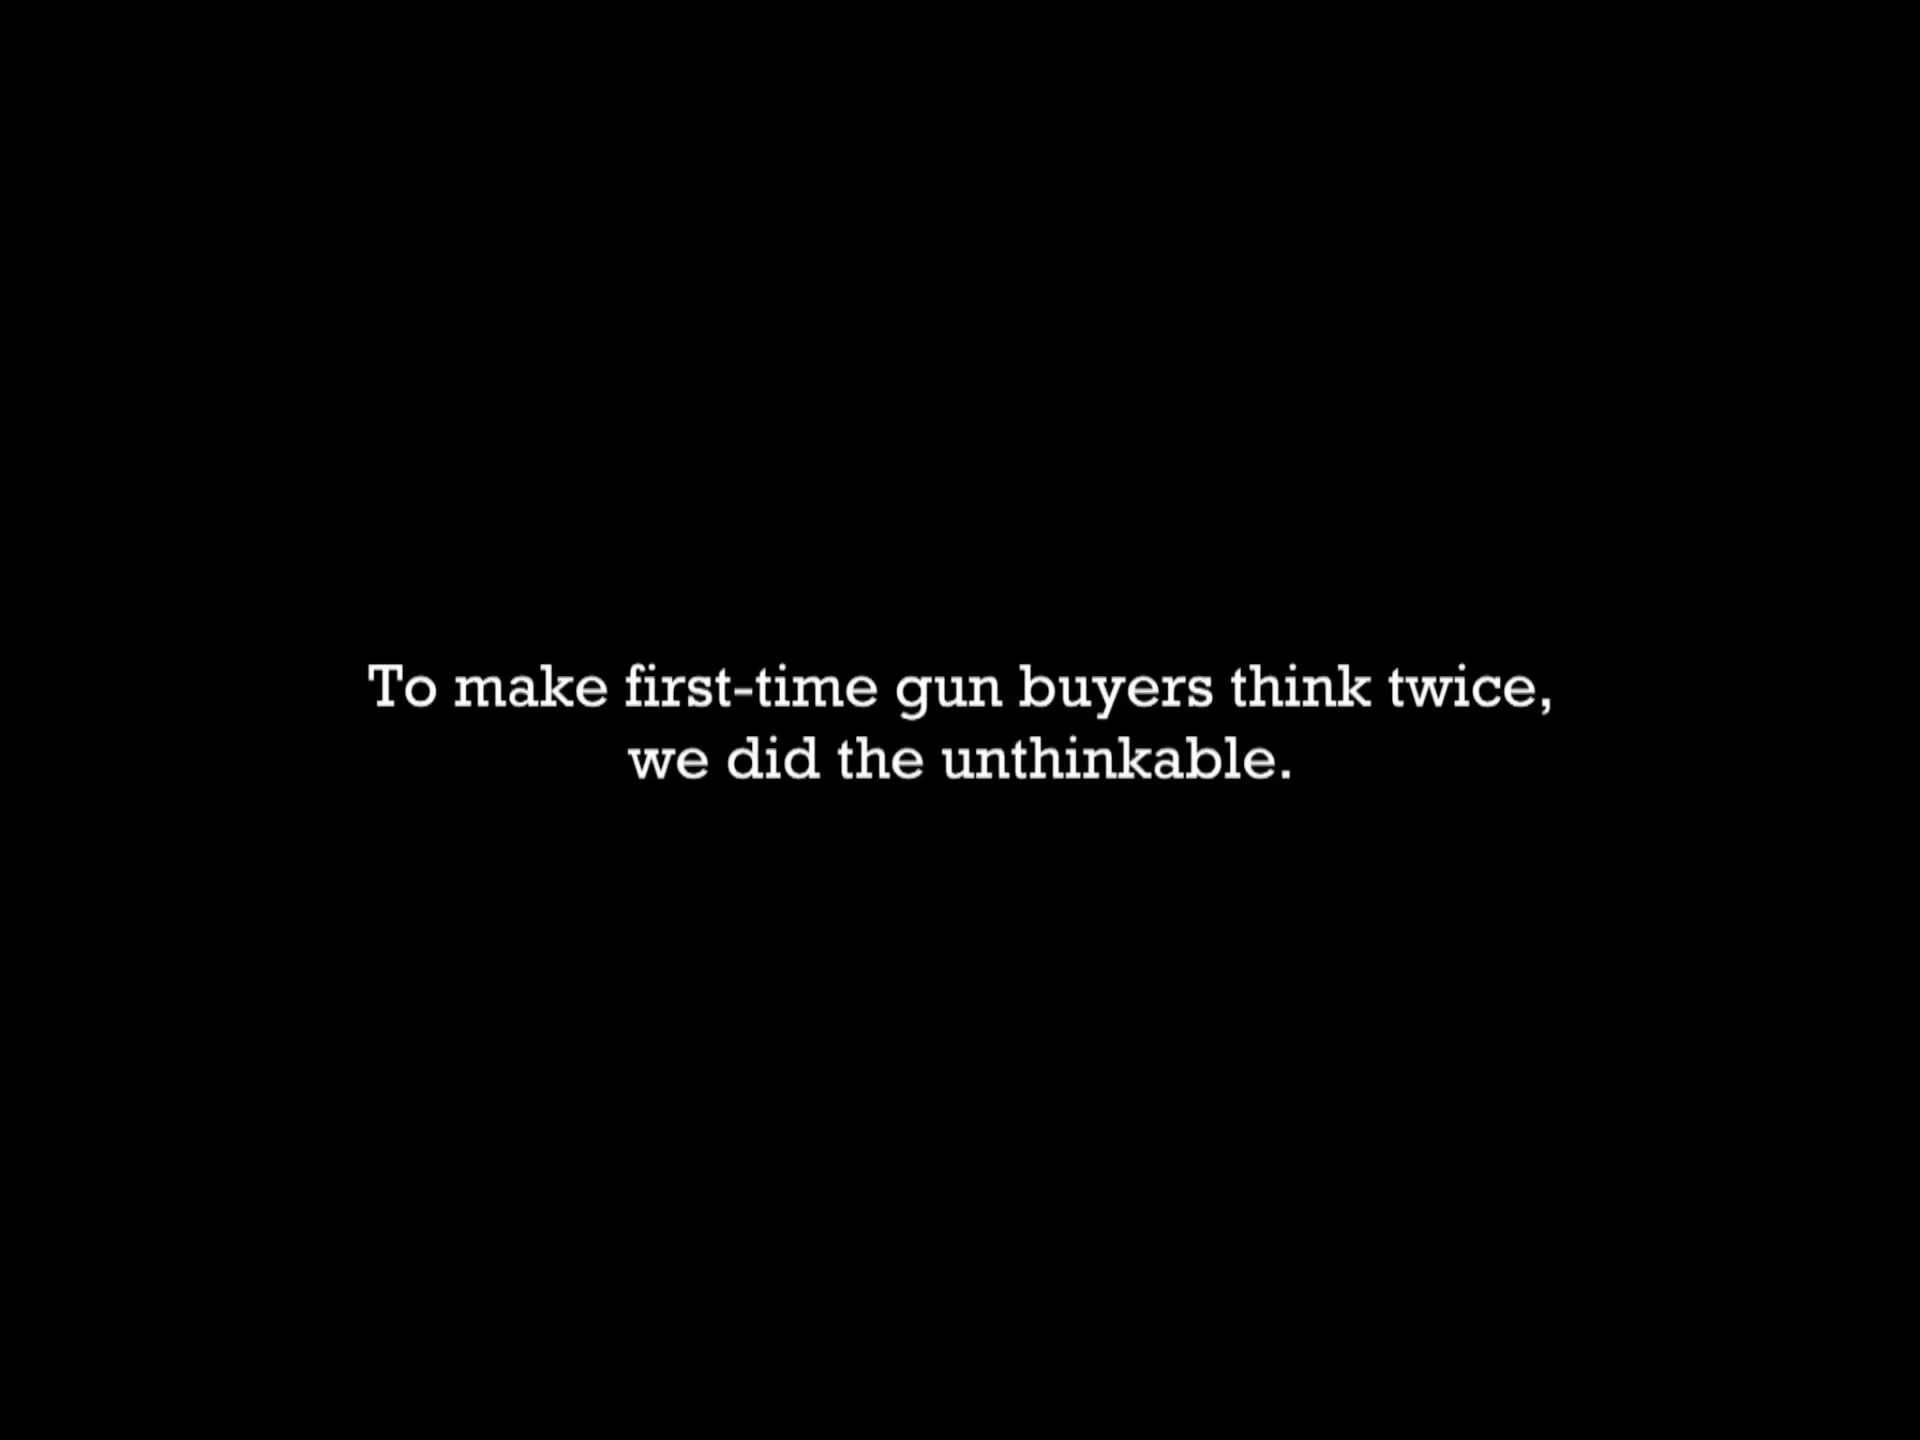 To make first-time gun buyers think twice,
we did the unthinkable.